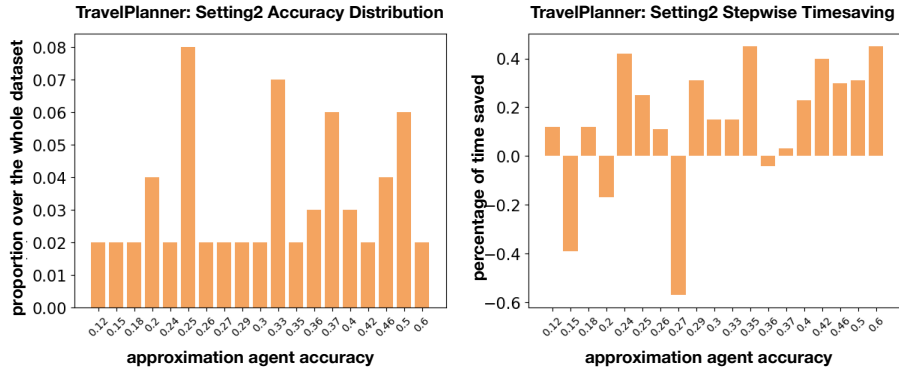 TravelPlanner: Setting2 Accuracy Distribution
proportion over the whole dataset
0.08
0.07
0.06
0.05
0.04
0.03
0.02
0.01
0.00
0.12 0.15 0.18 0.2 0.24 0.25 0.26 0.27 0.29 0.3 0.33 0.35 0.36 0.37 0.4 0.42 0.46 0.5 0.6
approximation agent accuracy
TravelPlanner: Setting2 Stepwise Timesaving
percentage of time saved
0.4
0.2
0.0
−0.2
−0.4
−0.6
0.12 0.15 0.18 0.2 0.24 0.25 0.26 0.27 0.29 0.3 0.33 0.35 0.36 0.37 0.4 0.42 0.46 0.5 0.6
approximation agent accuracy